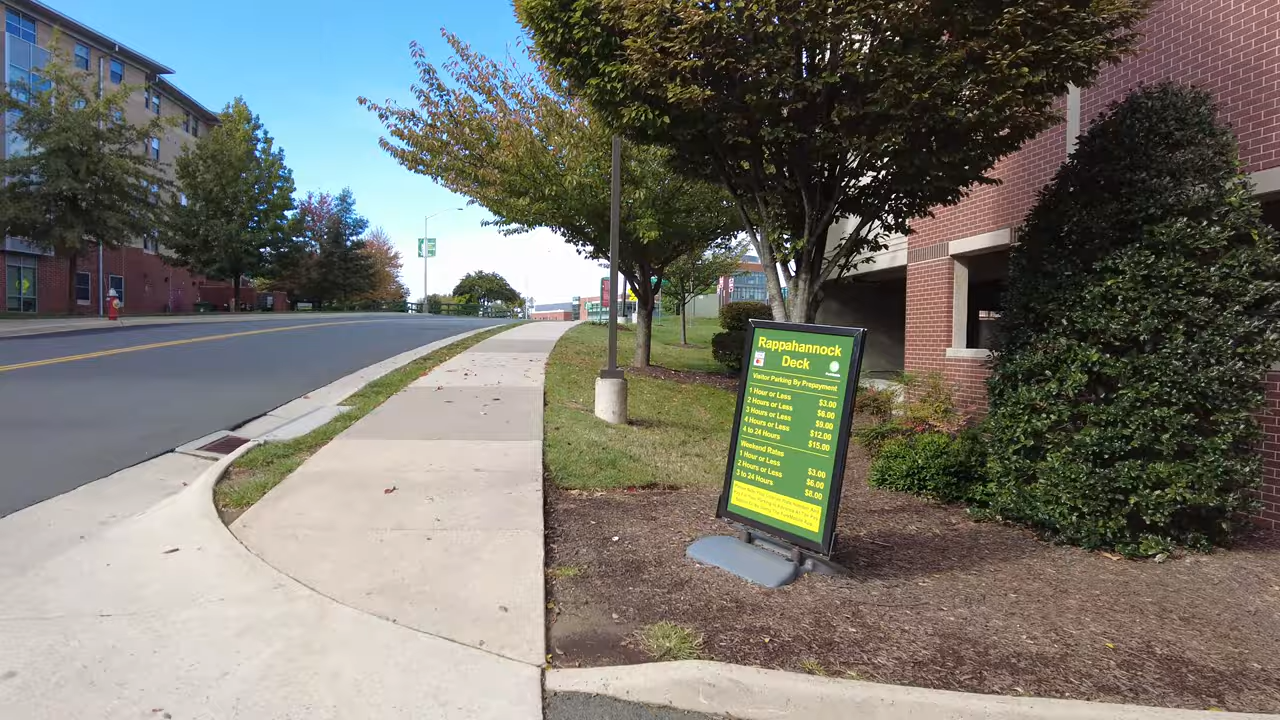 Rappahannock
Deck
Visitor Parking By Prepayment
1 Hour or Less $3.00
2 Hours or Less $6.00
3 Hours or Less $9.00
4 Hours or Less $12.00
4 to 24 Hours $15.00
Weekend Rates
1 Hour or Less $3.00
2 Hours or Less $6.00
3 to 24 Hours $8.00